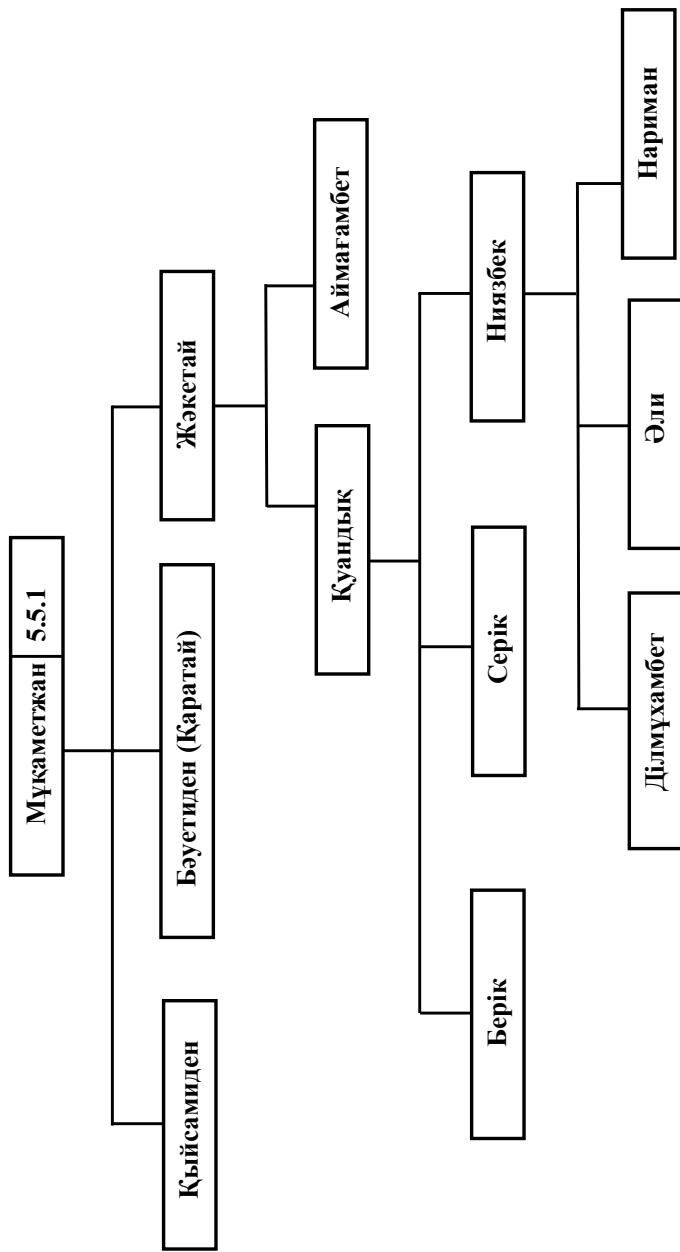 Мұқаметжан 5.5.1
Қыйсамиден
Бәуетиден (Қаратай)
Жәкетай
Қуандық
Аймағамбет
Берік
Серік
Ниязбек
Ділмұхамбет
Әли
Нариман